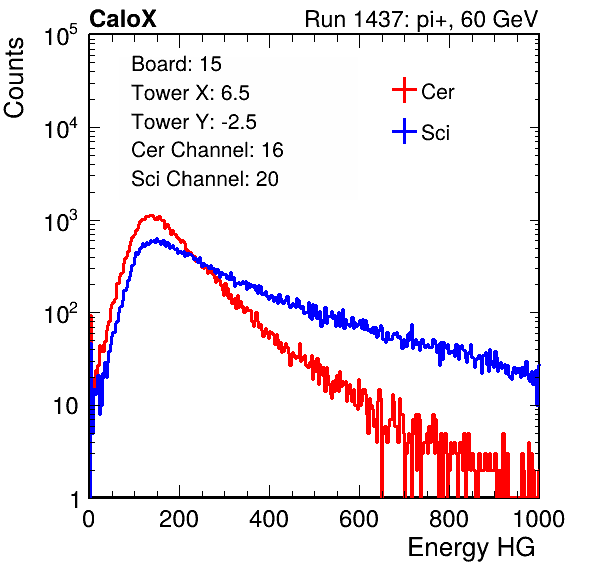 CaloX Run 1437: pi+, 60 GeV
Counts
Board: 15
Tower X: 6.5
Tower Y: -2.5
Cer Channel: 16
Sci Channel: 20
Cer
Sci
10^5
10^4
10^3
10^2
10
1
0 200 400 600 800 1000
Energy HG